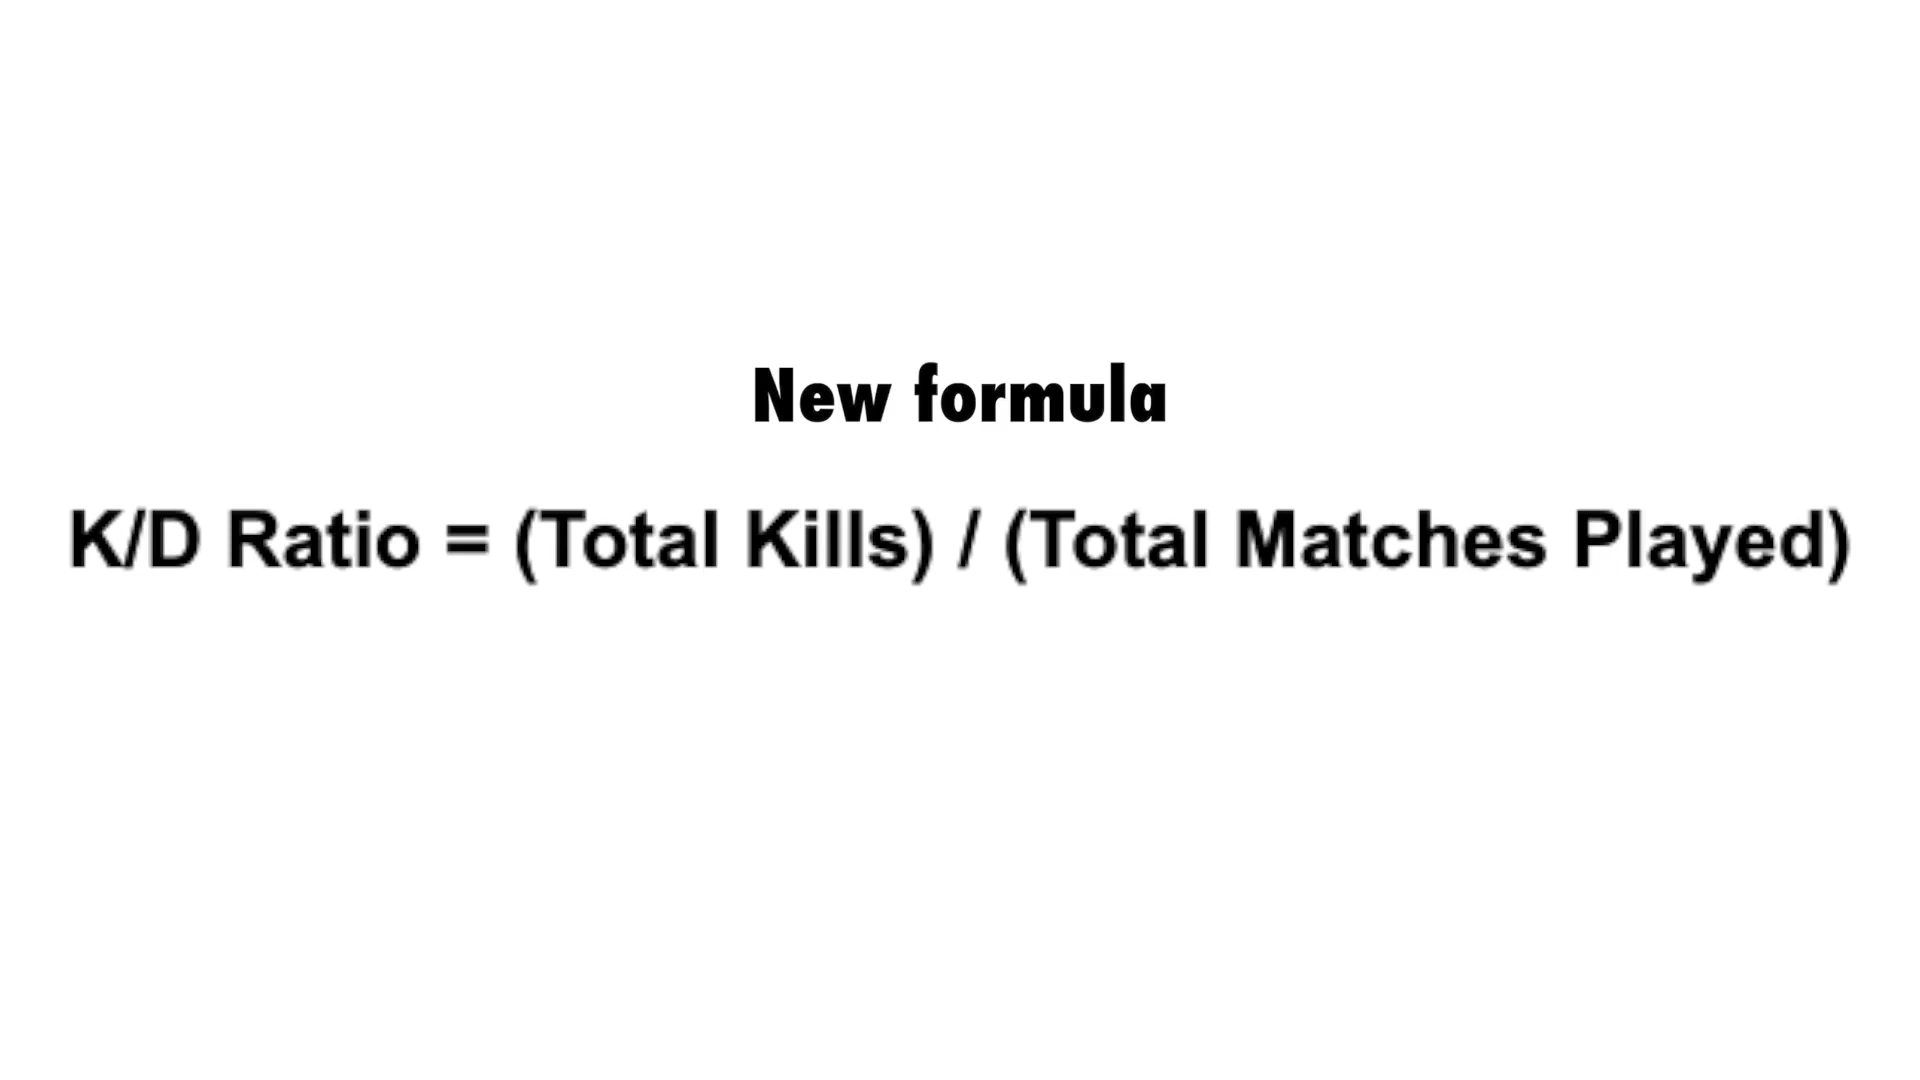 New formula
K/D Ratio = (Total Kills) / (Total Matches Played)